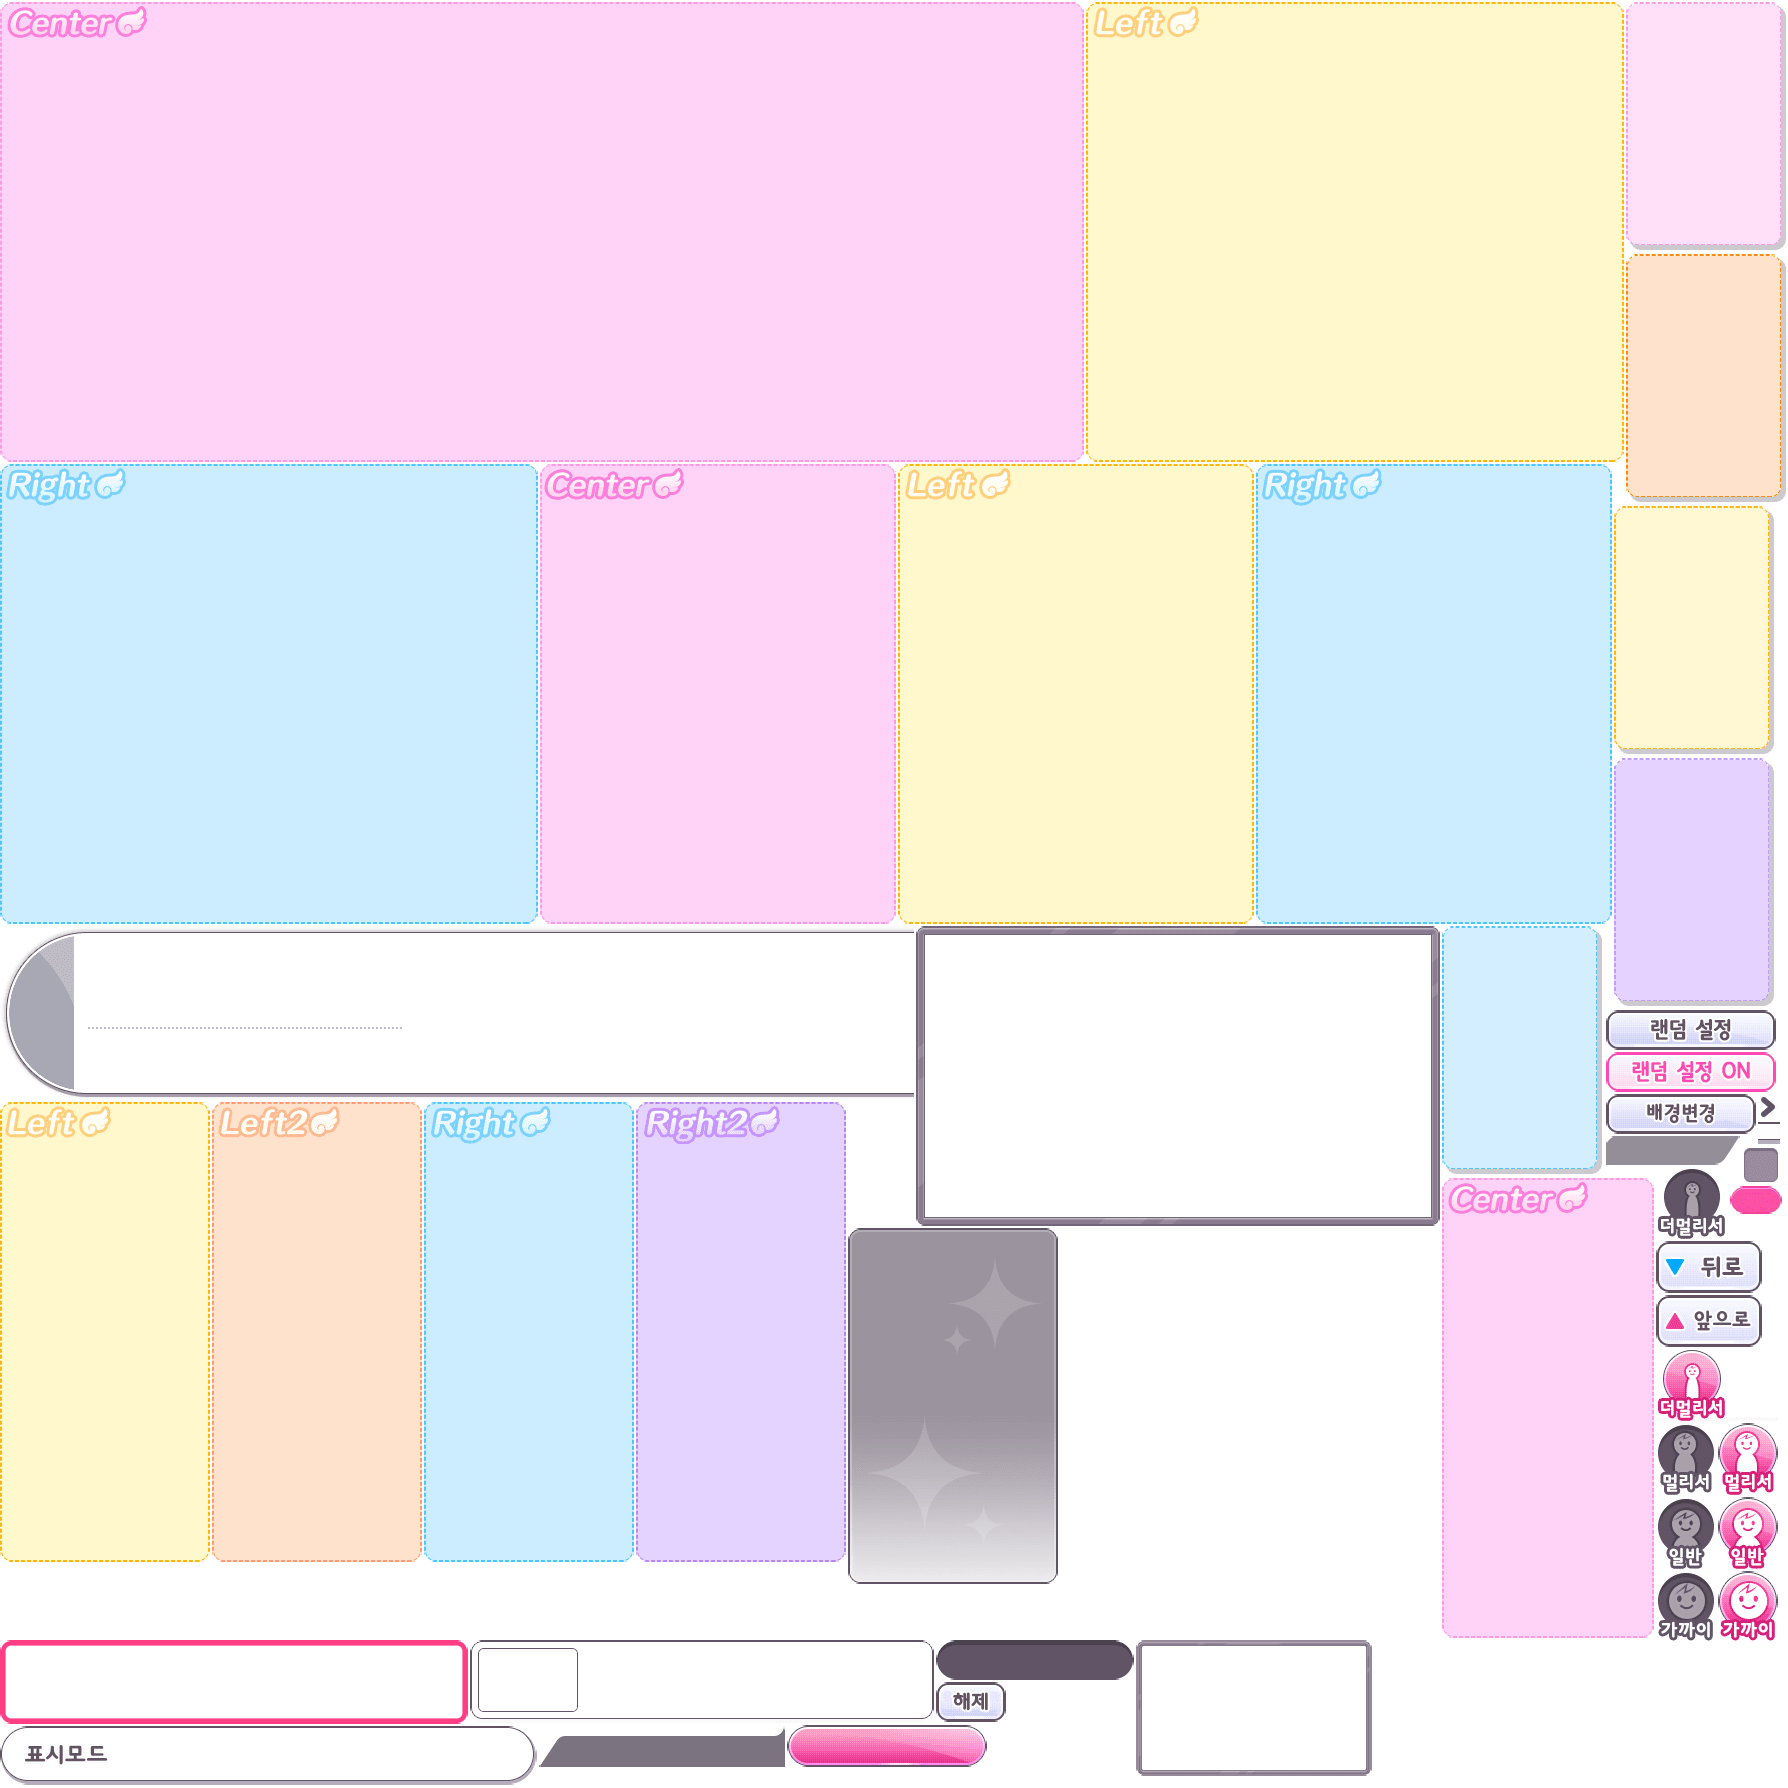 Center
Left
Right
Center
Left
Right
랜덤 설정
랜덤 설정 ON
배경변경
Left
Left2
Right
Right2
Center
더멀리서
뒤로
앞으로
더멀리서
멀리서 멀리서
일반 일반
가까이 가까이
해제
표시모드